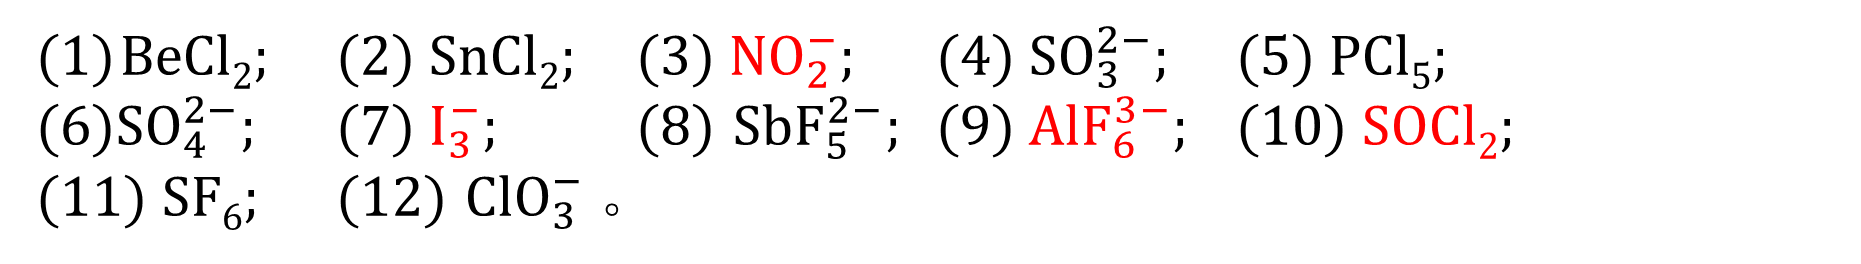 (1)BeCl₂; (2) SnCl₂; (3) NO₂⁻; (4) SO₃²⁻; (5) PCl₅;
(6)SO₄²⁻; (7) I₃⁻; (8) SbF₅²⁻; (9) AlF₆³⁻; (10) SOCl₂;
(11) SF₆; (12) ClO₃⁻ 。